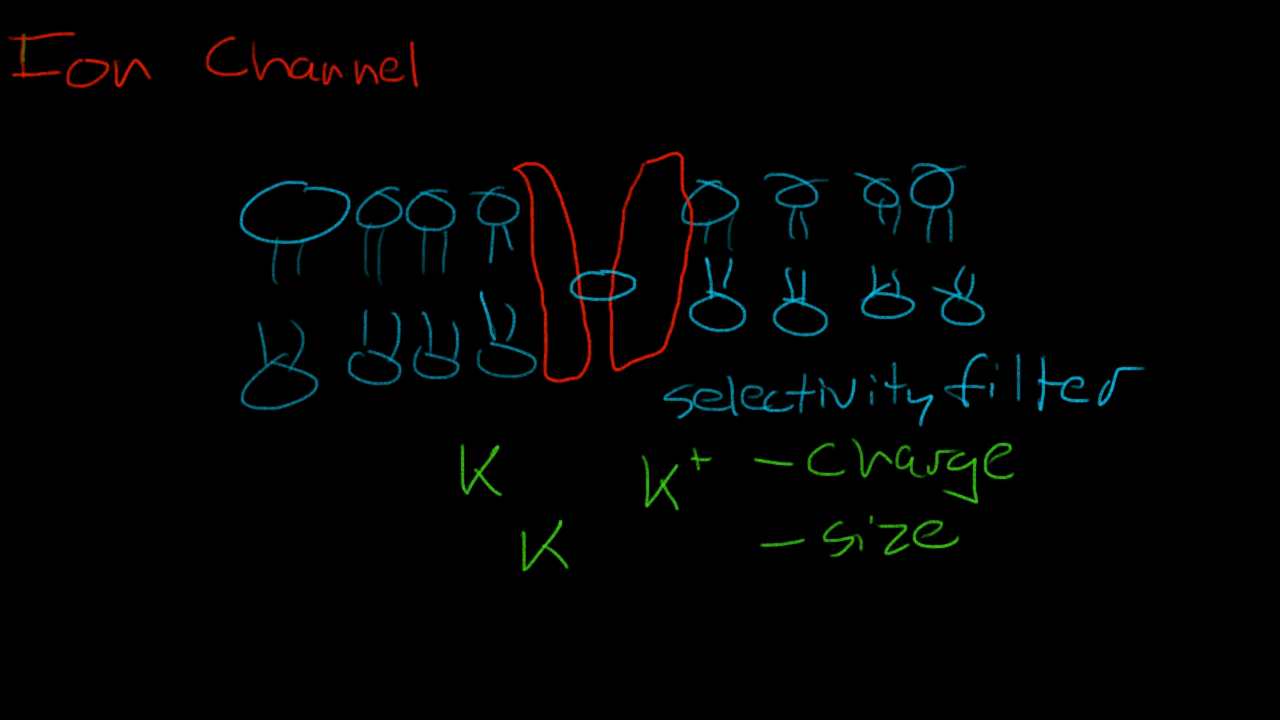 Ion Channel
selectivity filter
K K+ - charge
K - size